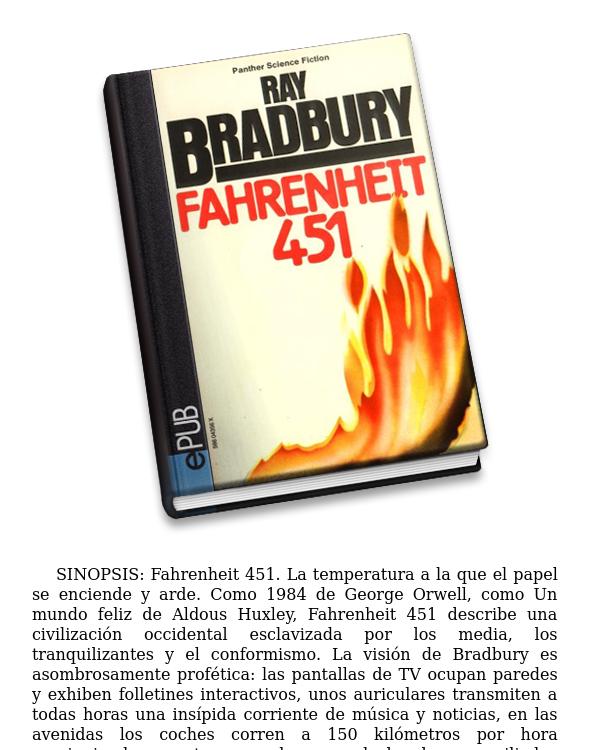 Panther Science Fiction
RAY
BRADBURY
FAHRENHEIT
451
ePUB
SINOPSIS: Fahrenheit 451. La temperatura a la que el papel
se enciende y arde. Como 1984 de George Orwell, como Un
mundo feliz de Aldous Huxley, Fahrenheit 451 describe una
civilización occidental esclavizada por los media, los
tranquilizantes y el conformismo. La visión de Bradbury es
asombrosamente profética: las pantallas de TV ocupan paredes
y exhiben folletines interactivos, unos auriculares transmiten a
todas horas una insípida corriente de música y noticias, en las
avenidas los coches corren a 150 kilómetros por hora